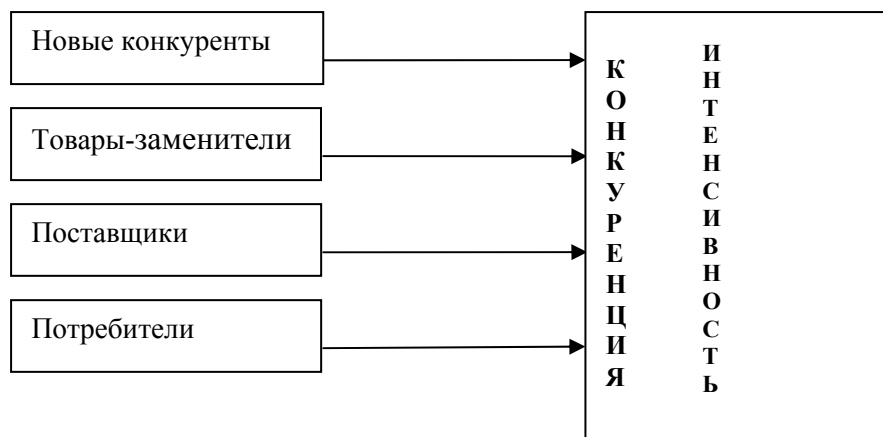 Новые конкуренты
Товары-заменители
Поставщики
Потребители
КОНКУРЕНЦИЯ
ИНТЕНСИВНОСТЬ